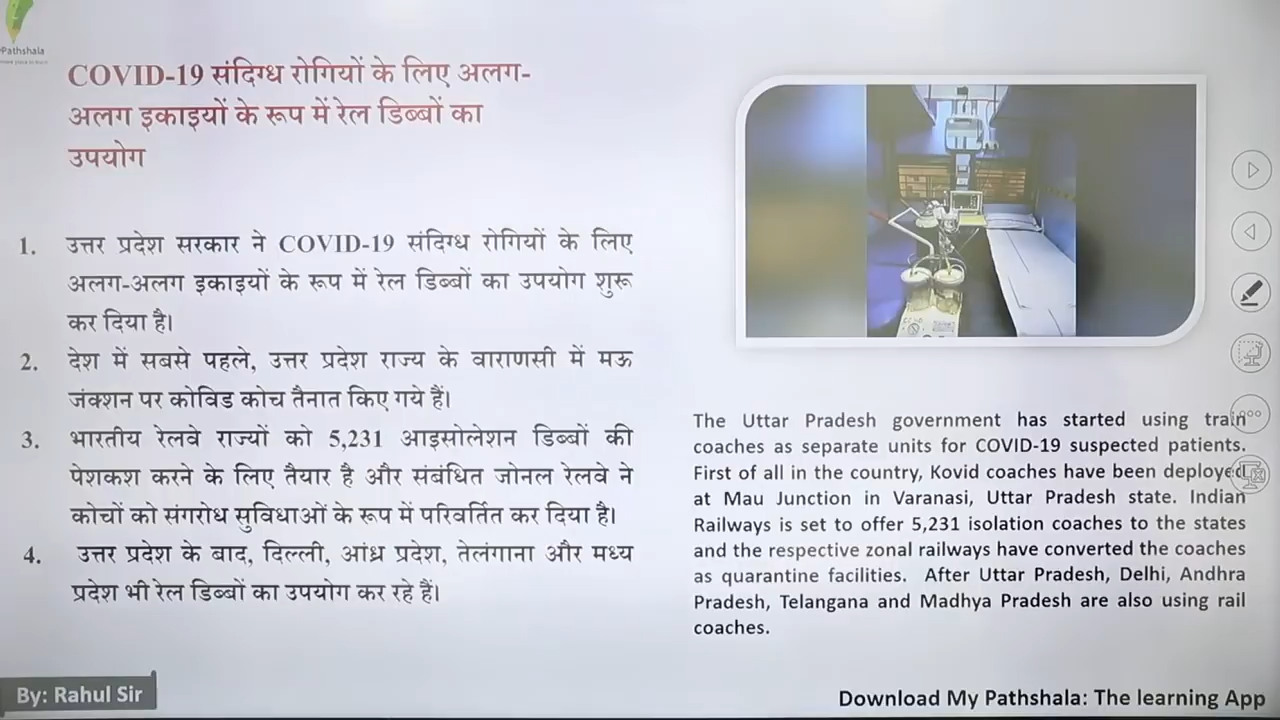 Pathshala
COVID-19 संदिग्ध रोगियों के लिए अलग-
अलग इकाइयों के रूप में रेल डिब्बों का
उपयोग
1. उत्तर प्रदेश सरकार ने COVID-19 संदिग्ध रोगियों के लिए
अलग-अलग इकाइयों के रूप में रेल डिब्बों का उपयोग शुरू
कर दिया है।
2. देश में सबसे पहले, उत्तर प्रदेश राज्य के वाराणसी में मऊ
जंक्शन पर कोविड कोच तैनात किए गये हैं।
3. भारतीय रेलवे राज्यों को 5,231 आइसोलेशन डिब्बों की
पेशकश करने के लिए तैयार है और संबंधित जोनल रेलवे ने
कोचों को संगरोध सुविधाओं के रूप में परिवर्तित कर दिया है।
4. उत्तर प्रदेश के बाद, दिल्ली, आंध्र प्रदेश, तेलंगाना और मध्य
प्रदेश भी रेल डिब्बों का उपयोग कर रहे हैं।
The Uttar Pradesh government has started using train
coaches as separate units for COVID-19 suspected patients.
First of all in the country, Kovid coaches have been deployed
at Mau Junction in Varanasi, Uttar Pradesh state. Indian
Railways is set to offer 5,231 isolation coaches to the states
and the respective zonal railways have converted the coaches
as quarantine facilities. After Uttar Pradesh, Delhi, Andhra
Pradesh, Telangana and Madhya Pradesh are also using rail
coaches.
By: Rahul Sir
Download My Pathshala: The learning App